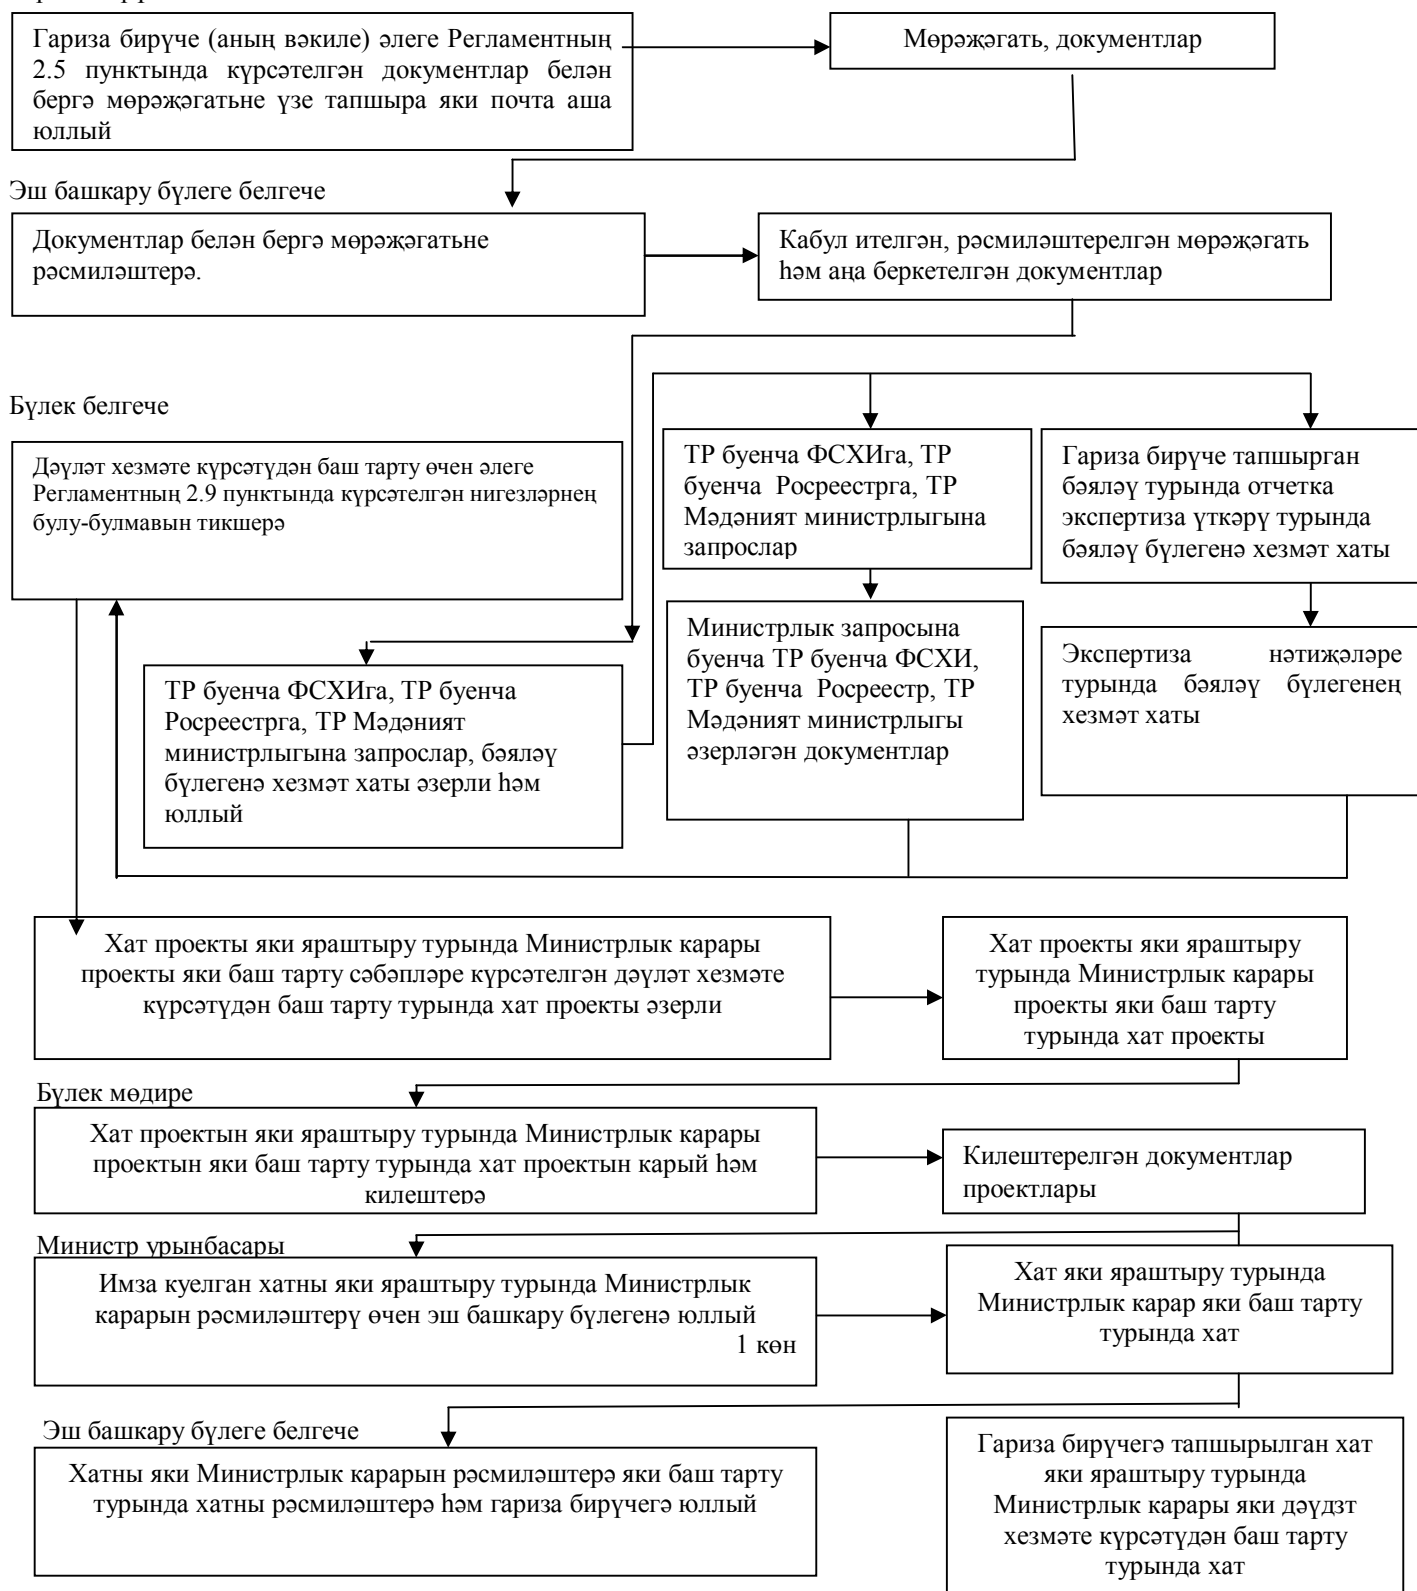 Гариза бирүче (аның вәкиле) әлеге Регламентның
2.5 пунктында күрсәтелгән документлар белән
бергә мөрәҗәгатьне үзе тапшыра яки почта аша
юллый
Мөрәҗәгать, документлар
Эш башкару бүлеге белгече
Документлар белән бергә мөрәҗәгатьне
рәсмиләштерә.
Кабул ителгән, рәсмиләштерелгән мөрәҗәгать
һәм аңа беркетелгән документлар
Бүлек белгече
Дәүләт хезмәте күрсәтүдән баш тарту өчен әлеге
Регламентның 2.9 пунктында күрсәтелгән нигезләрнең
булу-булмавын тикшерә
ТР буенча ФСХИга, ТР
буенча Росреестрга, ТР
Мәдәният министрлыгына
запрослар
Гариза бирүче тапшырган
бәяләү турында отчетка
экспертиза үткәрү турында
бәяләү бүлегенә хезмәт хаты
ТР буенча ФСХИга, ТР буенча
Росреестрга, ТР Мәдәният
министрлыгына запрослар, бәяләү
бүлегенә хезмәт хаты әзерли һәм
юллый
Министрлык запросына
буенча ТР буенча ФСХИ,
ТР буенча Росреестр, ТР
Мәдәният министрлыгы
әзерләгән документлар
Экспертиза нәтиҗәләре
турында бәяләү бүлегенең
хезмәт хаты
Хат проекты яки яраштыру турында Министрлык карары
проекты яки баш тарту сәбәпләре күрсәтелгән дәүләт хезмәте
күрсәтүдән баш тарту турында хат проекты әзерли
Хат проекты яки яраштыру
турында Министрлык карары
проекты яки баш тарту
турында хат проекты
Бүлек мөдире
Хат проектын яки яраштыру турында Министрлык карары
проектын яки баш тарту турында хат проектын карый һәм
килештерә
Килештерелгән документлар
проектлары
Министр урынбасары
Имза куелган хатны яки яраштыру турында Министрлык
карарын рәсмиләштерү өчен эш башкару бүлегенә юллый
1 көн
Хат яки яраштыру турында
Министрлык карар яки баш тарту
турында хат
Эш башкару бүлеге белгече
Хатны яки Министрлык карарын рәсмиләштерә яки баш тарту
турында хатны рәсмиләштерә һәм гариза бирүчегә юллый
Гариза бирүчегә тапшырылган хат
яки яраштыру турында
Министрлык карары яки дәүдзт
хезмәте күрсәтүдән баш тарту
турында хат